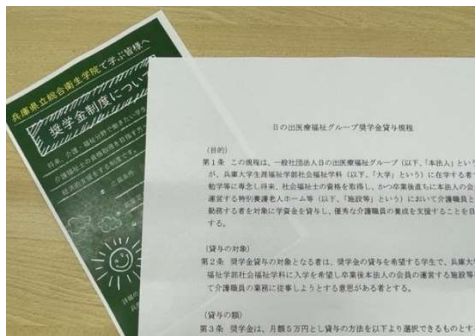 兵庫県立総合衛生学院で学ぶ皆様へ
奨学金制度について
日の出医療福祉グループ奨学金貸与規程
(目的)
第1条 この規程は、一般社団法人日の出医療福祉グループ(以下、「本法人」とい
が、兵庫大学生涯福祉学部社会福祉学科(以下、「大学」という)に在学する者
勉学等に専念し将来、社会福祉士の資格を取得し、かつ卒業後直ちに本法人の会
運営する特別養護老人ホーム等(以下、「施設等」という)において介護職員と
勤務する者を対象に学資金を貸与し、優秀な介護職員の養成を支援することを
(貸与の対象)
第2条 奨学金貸与の対象となる者は、奨学金の貸与を希望する学生で、兵庫大
福祉学部社会福祉学科に入学を希望し卒業後本法人の会員の運営する施設等
て介護職員の業務に従事しようとする意思がある者とする。
(貸与の額)
第3条 奨学金は、月額5万円とし貸与の方法を以下より選択できるものとす